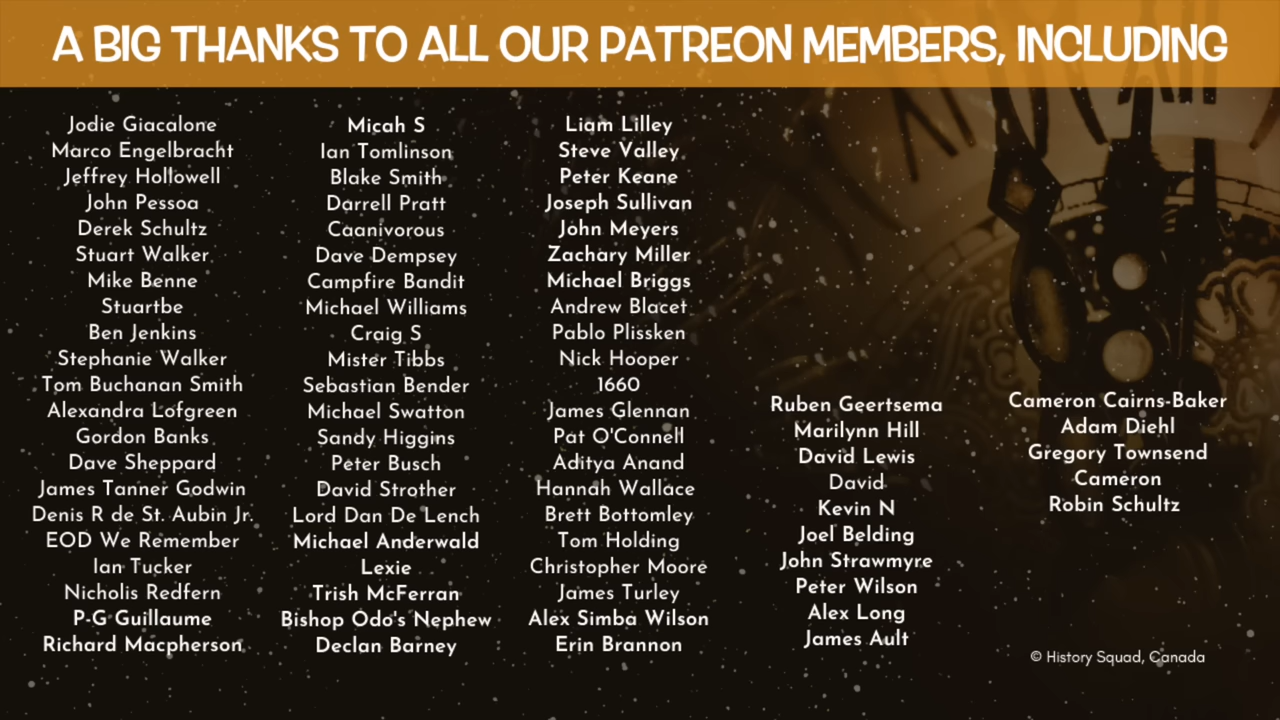 A BIG THANKS TO ALL OUR PATREON MEMBERS, INCLUDING
Jodie Giacalone
Marco Engelbracht
Jeffrey Hollowell
John Pessoa
Derek Schultz
Stuart Walker
Mike Benne
Stuartbe
Ben Jenkins
Stephanie Walker
Tom Buchanan Smith
Alexandra Lofgreen
Gordon Banks
Dave Sheppard
James Tanner Godwin
Denis R de St. Aubin Jr.
EOD We Remember
Ian Tucker
Nicholis Redfern
P-G Guillaume
Richard Macpherson
Micah S
Ian Tomlinson
Blake Smith
Darrell Pratt
Caanivorous
Dave Dempsey
Campfire Bandit
Michael Williams
Craig S
Mister Tibbs
Sebastian Bender
Michael Swatton
Sandy Higgins
Peter Busch
David Strother
Lord Dan De Lench
Michael Anderwald
Lexie
Trish McFerran
Bishop Odo's Nephew
Declan Barney
Liam Lilley
Steve Valley
Peter Keane
Joseph Sullivan
John Meyers
Zachary Miller
Michael Briggs
Andrew Blacet
Pablo Plissken
Nick Hooper
1660
James Glennan
Pat O'Connell
Aditya Anand
Hannah Wallace
Brett Bottomley
Tom Holding
Christopher Moore
James Turley
Alex Simba Wilson
Erin Brannon
Ruben Geertsema
Marilynn Hill
David Lewis
David
Kevin N
Joel Belding
John Strawmyre
Peter Wilson
Alex Long
James Ault
Cameron Cairns-Baker
Adam Diehl
Gregory Townsend
Cameron
Robin Schultz
© History Squad, Canada